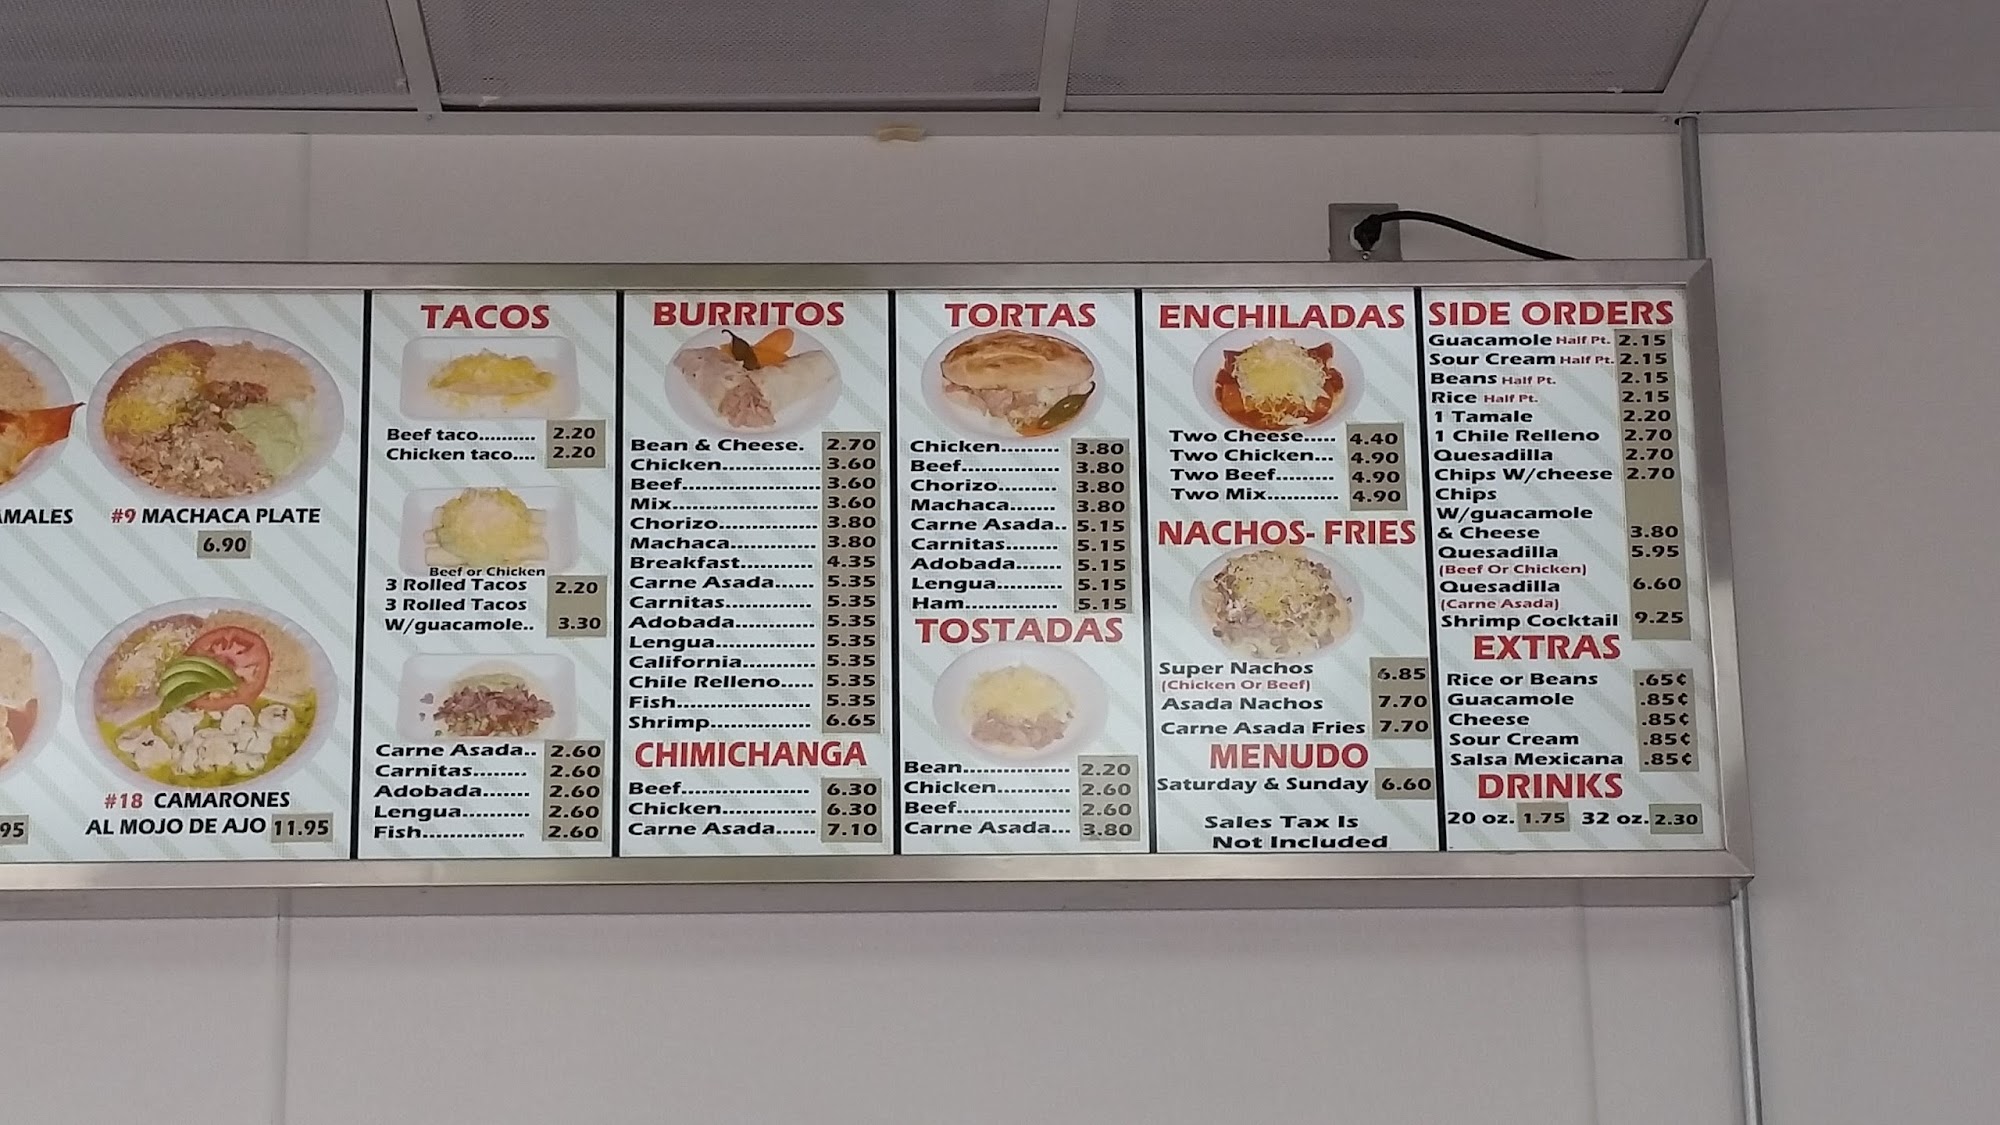 AMALES
95
#9 MACHACA PLATE
6.90
#18 CAMARONES
AL MOJO DE AJO 11.95
TACOS
Beef taco.......... 2.20
Chicken taco.... 2.20
Beef or Chicken
3 Rolled Tacos 2.20
3 Rolled Tacos
W/guacamole.. 3.30
Carne Asada.. 2.60
Carnitas........ 2.60
Adobada....... 2.60
Lengua.......... 2.60
Fish............... 2.60
BURRITOS
Bean & Cheese. 2.70
Chicken.............. 3.60
Beef.................... 3.60
Mix..................... 3.60
Chorizo.............. 3.80
Machaca............. 3.80
Breakfast........... 4.35
Carne Asada...... 5.35
Carnitas............. 5.35
Adobada............ 5.35
Lengua............... 5.35
California........... 5.35
Chile Relleno..... 5.35
Fish.................... 5.35
Shrimp............... 6.65
CHIMICHANGA
Beef................... 6.30
Chicken.............. 6.30
Carne Asada...... 7.10
TORTAS
Chicken......... 3.80
Beef............... 3.80
Chorizo......... 3.80
Machaca........ 3.80
Carne Asada.. 5.15
Carnitas........ 5.15
Adobada....... 5.15
Lengua.......... 5.15
Ham.............. 5.15
TOSTADAS
Bean................. 2.20
Chicken............ 2.60
Beef................. 2.60
Carne Asada... 3.80
ENCHILADAS
Two Cheese..... 4.40
Two Chicken... 4.90
Two Beef......... 4.90
Two Mix........... 4.90
NACHOS- FRIES
Super Nachos 6.85
(Chicken Or Beef)
Asada Nachos 7.70
Carne Asada Fries 7.70
MENUDO
Saturday & Sunday 6.60
Sales Tax Is
Not Included
SIDE ORDERS
Guacamole Half Pt. 2.15
Sour Cream Half Pt. 2.15
Beans Half Pt. 2.15
Rice Half Pt. 2.15
1 Tamale 2.20
1 Chile Relleno 2.70
Quesadilla 2.70
Chips W/cheese 2.70
Chips
W/guacamole
& Cheese 3.80
Quesadilla 5.95
(Beef Or Chicken)
Quesadilla 6.60
(Carne Asada)
Shrimp Cocktail 9.25
EXTRAS
Rice or Beans .65¢
Guacamole .85¢
Cheese .85¢
Sour Cream .85¢
Salsa Mexicana .85¢
DRINKS
20 oz. 1.75 32 oz. 2.30